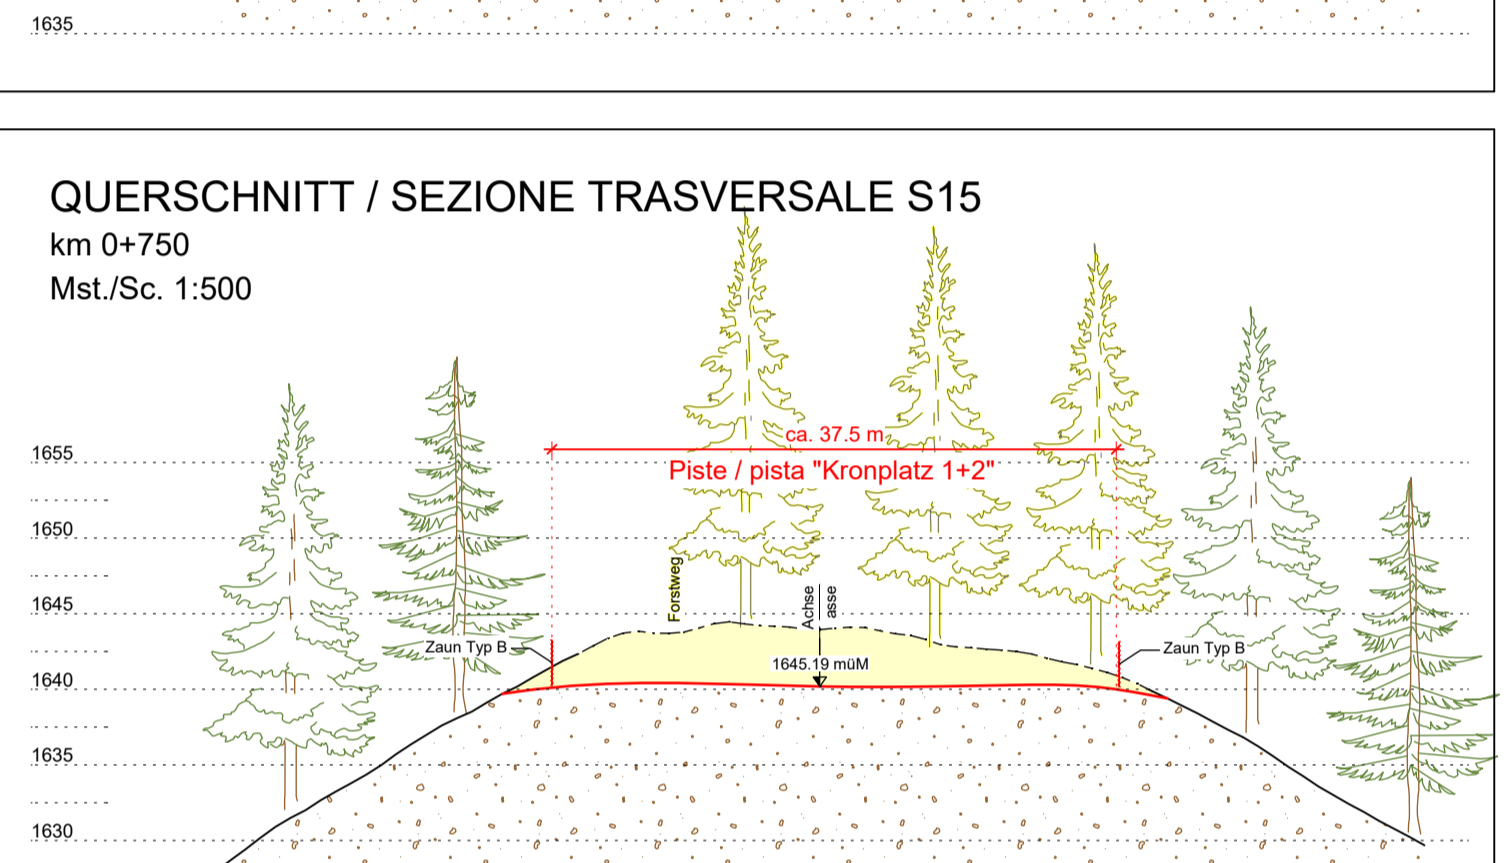 1635
QUERSCHNITT / SEZIONE TRASVERSALE S15
km 0+750
Mst./Sc. 1:500
ca. 37.5 m
1655
Piste / pista "Kronplatz 1+2"
1650
Forstweg
Achse
asse
1645
Zaun Typ B
Zaun Typ B
1645.19 müM
1640
1635
1630